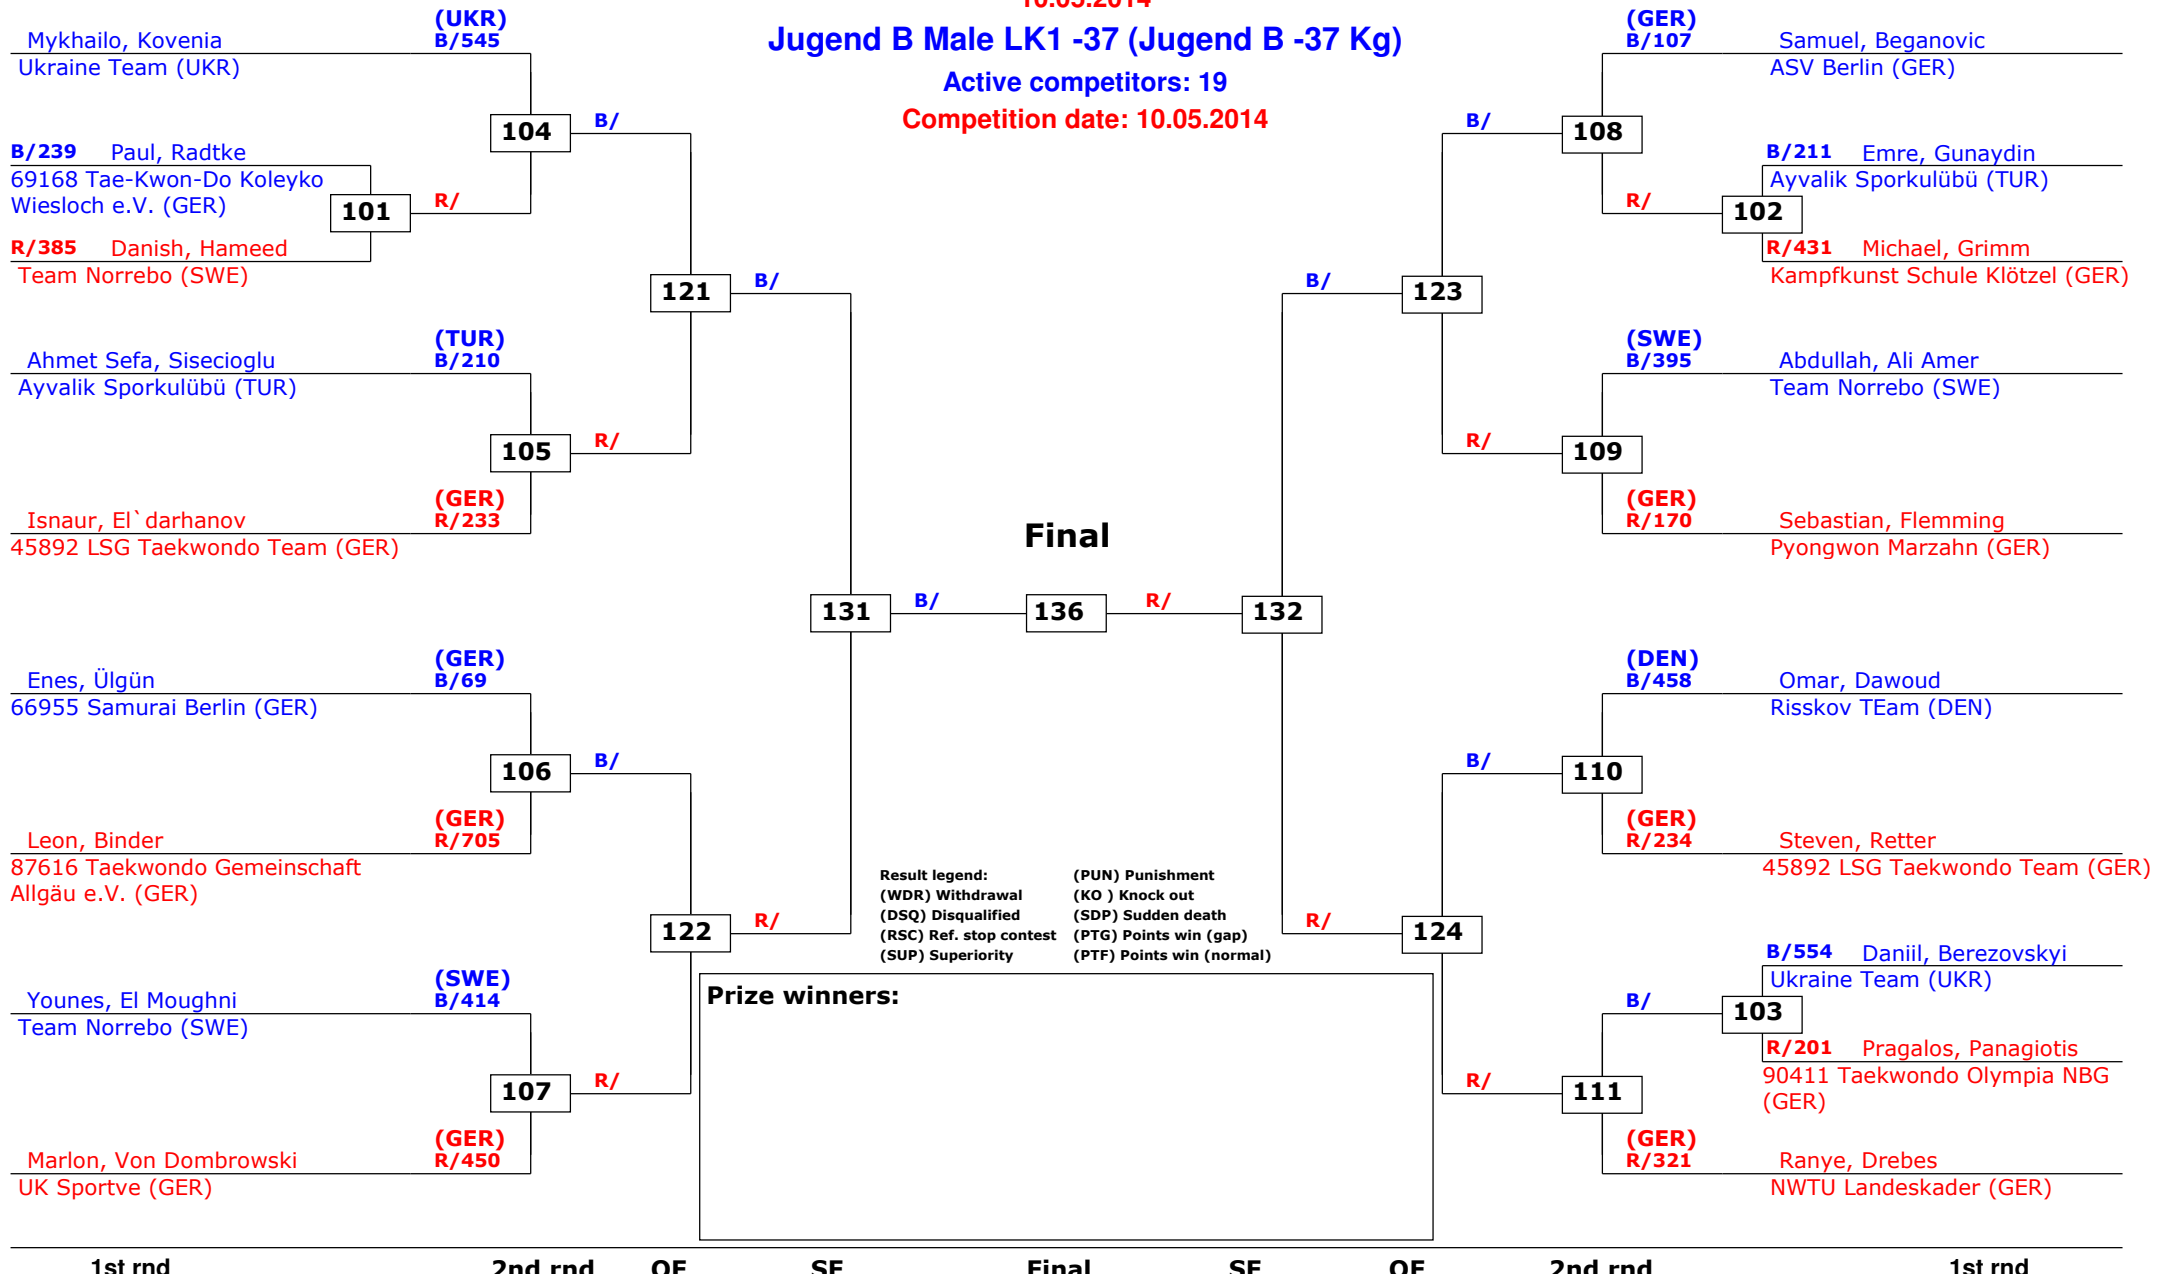 10.05.2014
Jugend B Male LK1 -37 (Jugend B -37 Kg)
Active competitors: 19
Competition date: 10.05.2014
(UKR)
Mykhailo, Kovenia B/545
Ukraine Team (UKR)
104 B/
B/239 Paul, Radtke
69168 Tae-Kwon-Do Koleyko
Wiesloch e.V. (GER)
101 R/
R/385 Danish, Hameed
Team Norrebo (SWE)
121 B/
(TUR)
Ahmet Sefa, Sisecioglu B/210
Ayvalik Sporkulübü (TUR)
105 R/
(GER)
Isnaur, El`darhanov R/233
45892 LSG Taekwondo Team (GER)
131 B/
(GER)
Enes, Ülgün B/69
66955 Samurai Berlin (GER)
106 B/
(GER)
Leon, Binder R/705
87616 Taekwondo Gemeinschaft
Allgäu e.V. (GER)
122 R/
(SWE)
Younes, El Moughni B/414
Team Norrebo (SWE)
107 R/
(GER)
Marlon, Von Dombrowski R/450
UK Sportve (GER)
Final
136
(GER)
B/107 Samuel, Beganovic
ASV Berlin (GER)
B/ 108
B/211 Emre, Gunaydin
Ayvalik Sporkulübü (TUR)
R/ 102
R/431 Michael, Grimm
Kampfkunst Schule Klötzel (GER)
B/ 123
(SWE)
B/395 Abdullah, Ali Amer
Team Norrebo (SWE)
R/ 109
(GER)
R/170 Sebastian, Flemming
Pyongwon Marzahn (GER)
R/ 132
(DEN)
B/458 Omar, Dawoud
Risskov TEam (DEN)
B/ 110
(GER)
R/234 Steven, Retter
45892 LSG Taekwondo Team (GER)
R/ 124
B/554 Daniil, Berezovskyi
Ukraine Team (UKR)
B/ 103
R/201 Pragalos, Panagiotis
90411 Taekwondo Olympia NBG
(GER)
R/ 111
(GER)
R/321 Ranye, Drebes
NWTU Landeskader (GER)
Result legend: (PUN) Punishment
(WDR) Withdrawal (KO ) Knock out
(DSQ) Disqualified (SDP) Sudden death
(RSC) Ref. stop contest (PTG) Points win (gap)
(SUP) Superiority (PTF) Points win (normal)
Prize winners:
1st rnd 2nd rnd QF SF Final SF QF 2nd rnd 1st rnd